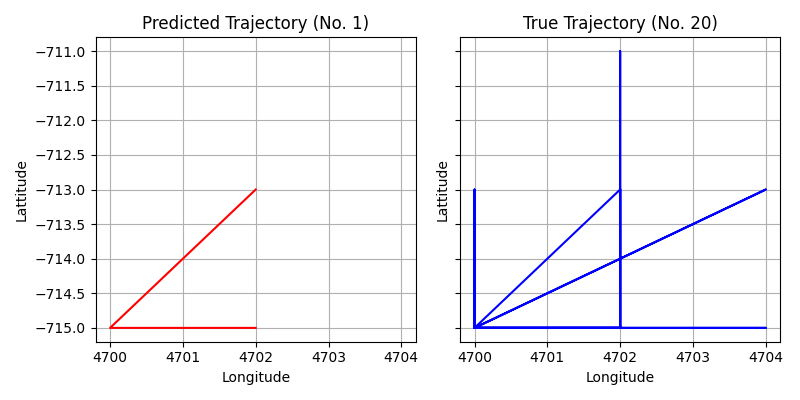 Predicted Trajectory (No. 1)
True Trajectory (No. 20)
−711.0
−711.5
−712.0
−712.5
−713.0
−713.5
−714.0
−714.5
−715.0
Lattitude
Lattitude
4700 4701 4702 4703 4704
4700 4701 4702 4703 4704
Longitude
Longitude